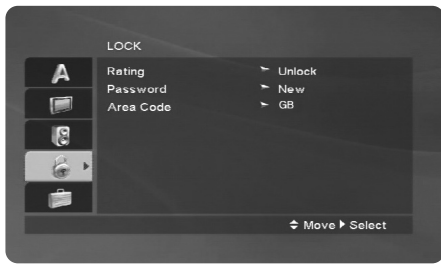 LOCK
A
Rating Unlock
Password New
Area Code GB
Move Select